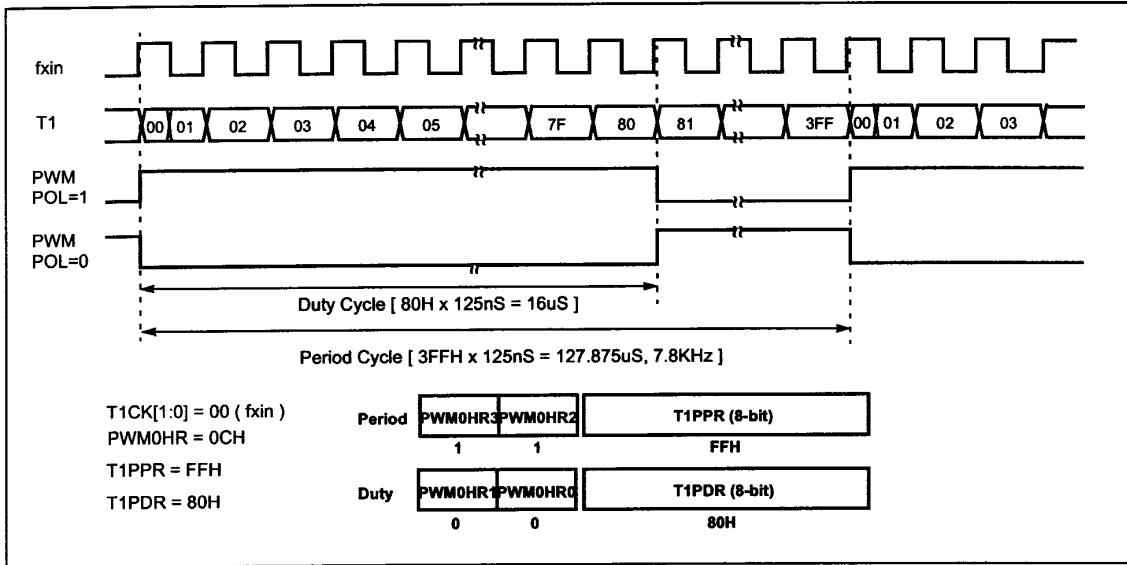 fxin
T1 00 01 02 03 04 05 7F 80 81 3FF 00 01 02 03
PWM
POL=1
PWM
POL=0
Duty Cycle [ 80H x 125nS = 16uS ]
Period Cycle [ 3FFH x 125nS = 127.875uS, 7.8KHz ]
T1CK[1:0] = 00 ( fxin )
PWM0HR = 0CH
T1PPR = FFH
T1PDR = 80H
Period PWM0HR3 PWM0HR2 T1PPR (8-bit)
1 1 FFH
Duty PWM0HR1 PWM0HR0 T1PDR (8-bit)
0 0 80H